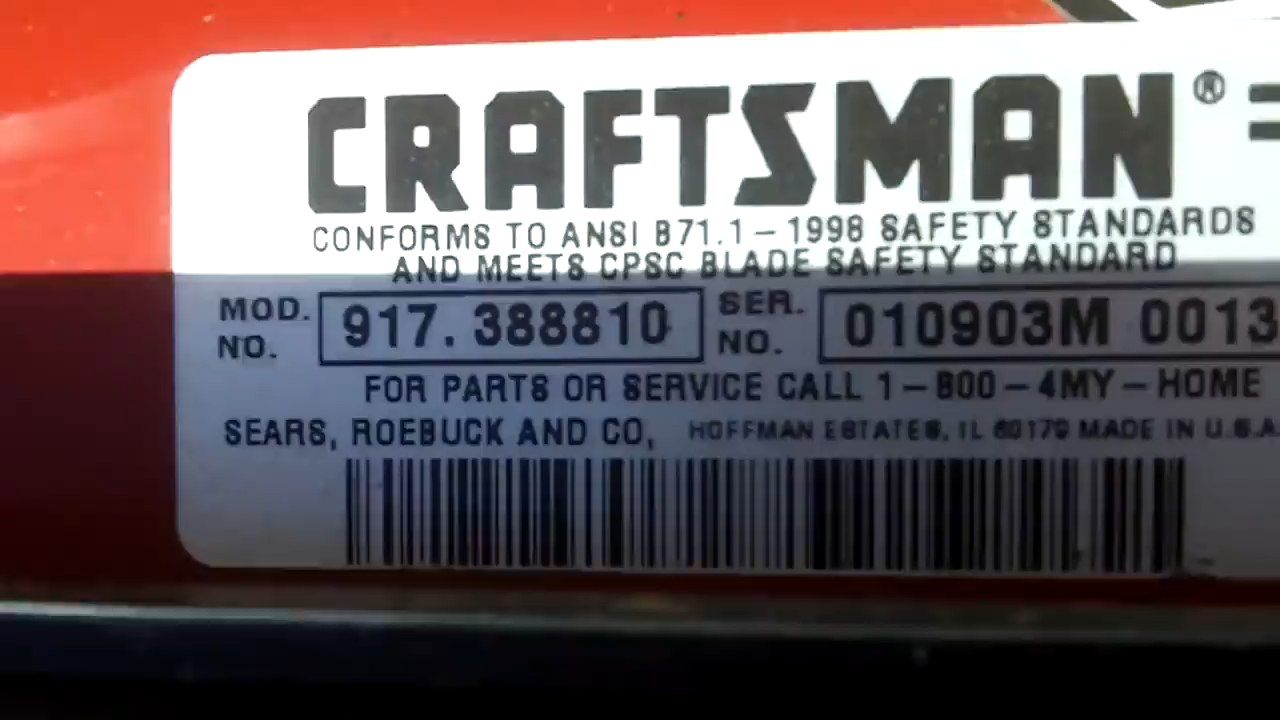 CRAFTSMAN®
CONFORMS TO ANSI B71.1 – 1998 SAFETY STANDARDS
AND MEETS CPSC BLADE SAFETY STANDARD
MOD. NO. 917.388810 SER. NO. 010903M 0013
FOR PARTS OR SERVICE CALL 1 – 800 – 4MY – HOME
SEARS, ROEBUCK AND CO, HOFFMAN ESTATES, IL 60179 MADE IN U.S.A